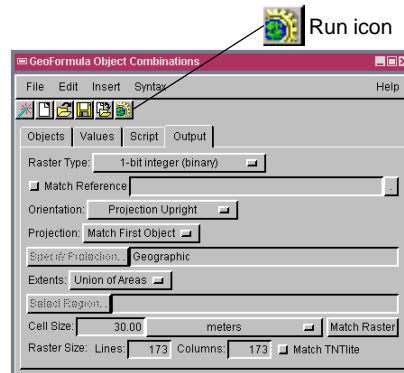 Run icon
GeoFormula Object Combinations
File Edit Insert Syntax Help
Objects Values Script Output
Raster Type: 1-bit integer (binary)
Match Reference
Orientation: Projection Upright
Projection: Match First Object
Specify Projection... Geographic
Extents: Union of Areas
Select Region...
Cell Size: 30.00 meters Match Raster
Raster Size: Lines: 173 Columns: 173 Match TNTlite